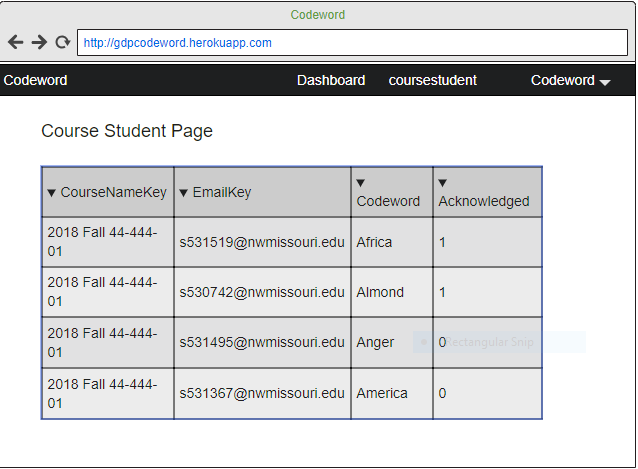 Codeword
http://gdpcodeword.herokuapp.com
Codeword Dashboard coursestudent Codeword
Course Student Page
CourseNameKey EmailKey Codeword Acknowledged
2018 Fall 44-444-
01 s531519@nwmissouri.edu Africa 1
2018 Fall 44-444-
01 s530742@nwmissouri.edu Almond 1
2018 Fall 44-444-
01 s531495@nwmissouri.edu Anger 0
Rectangular Snip
2018 Fall 44-444-
01 s531367@nwmissouri.edu America 0